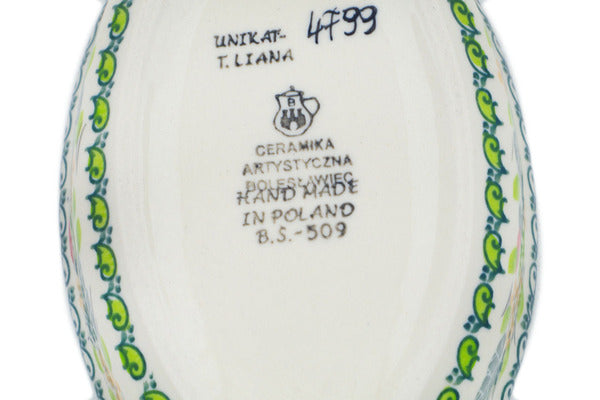 UNIKAT- 4799
T. LIANA
B
CERAMIKA
ARTYSTYCZNA
BOLESŁAWIEC
HAND MADE
IN POLAND
B.S.-509